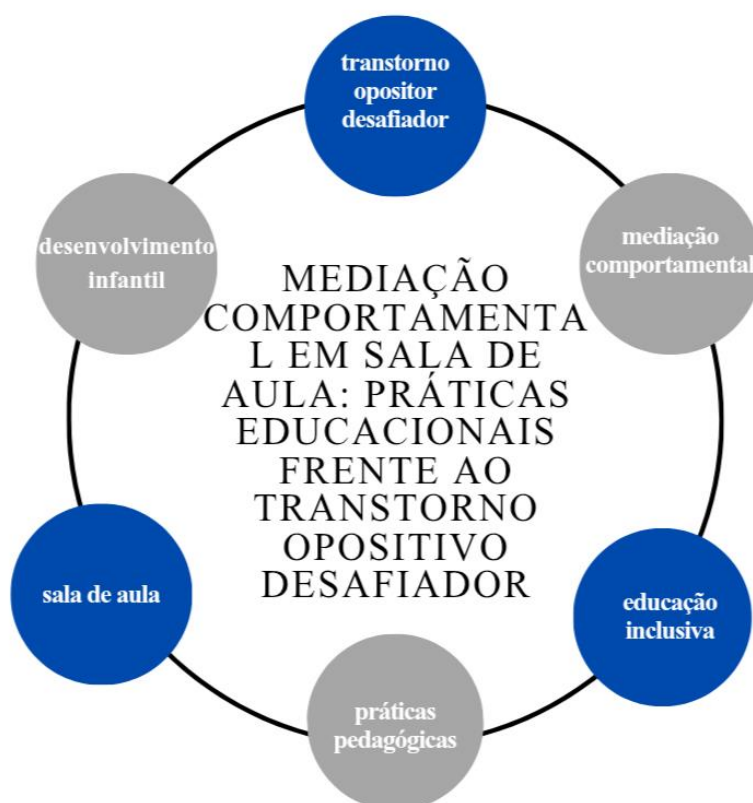 transtorno
opositor
desafiador
mediação
comportamental
desenvolvimento
infantil
MEDIAÇÃO
COMPORTAMENTA
L EM SALA DE
AULA: PRÁTICAS
EDUCACIONAIS
FRENTE AO
TRANSTORNO
OPOSITIVO
DESAFIADOR
sala de aula
educação
inclusiva
práticas
pedagógicas